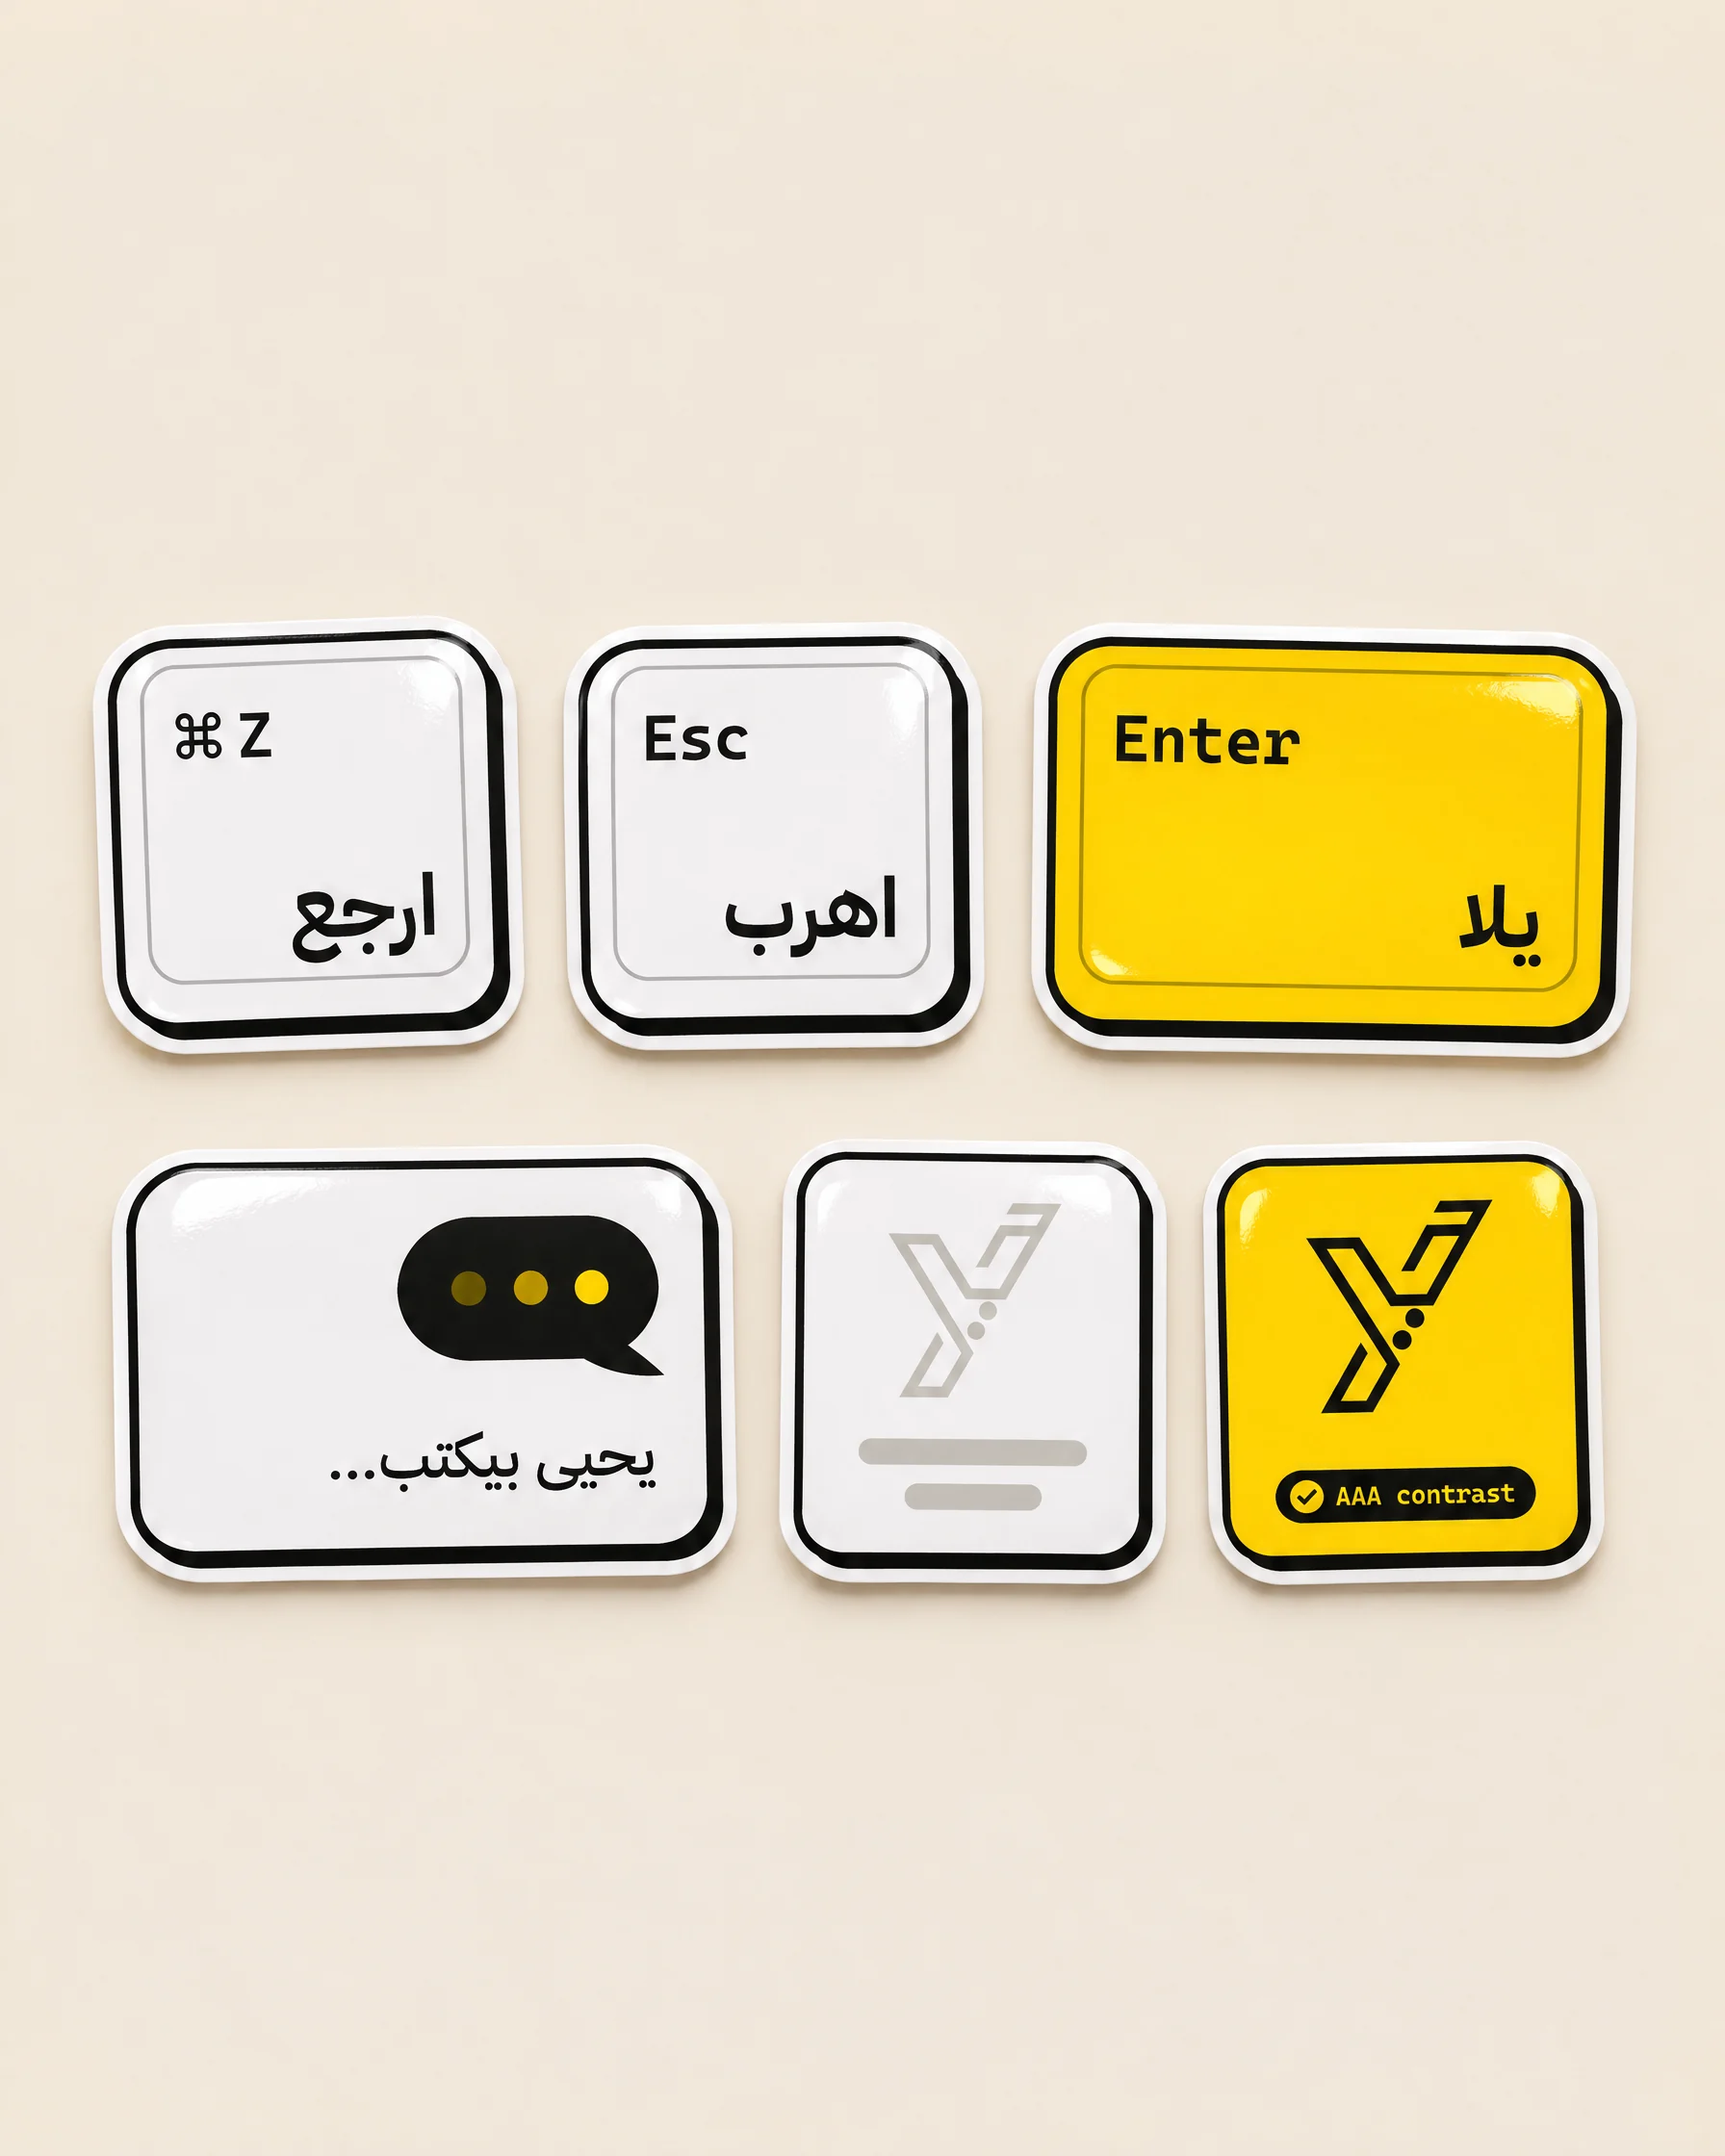 ⌘ Z
ارجع
Esc
اهرب
Enter
يلا
يحيى بيكتب...
AAA contrast